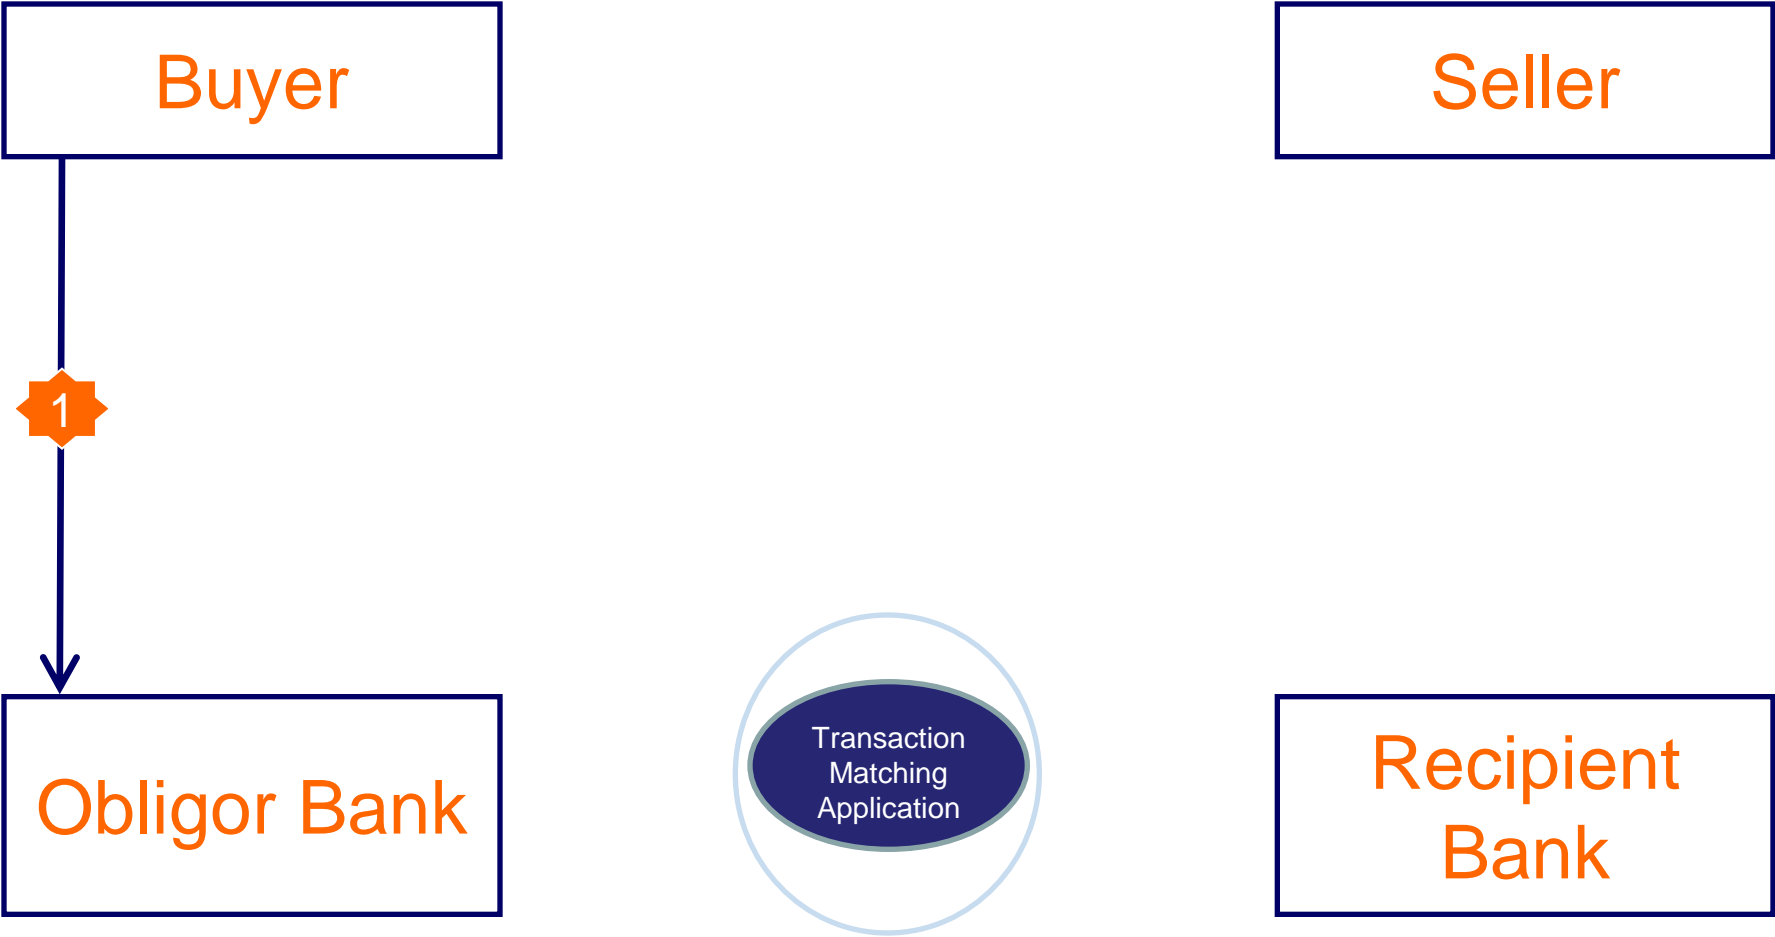 Buyer
Seller
1
Obligor Bank
Transaction
Matching
Application
Recipient
Bank